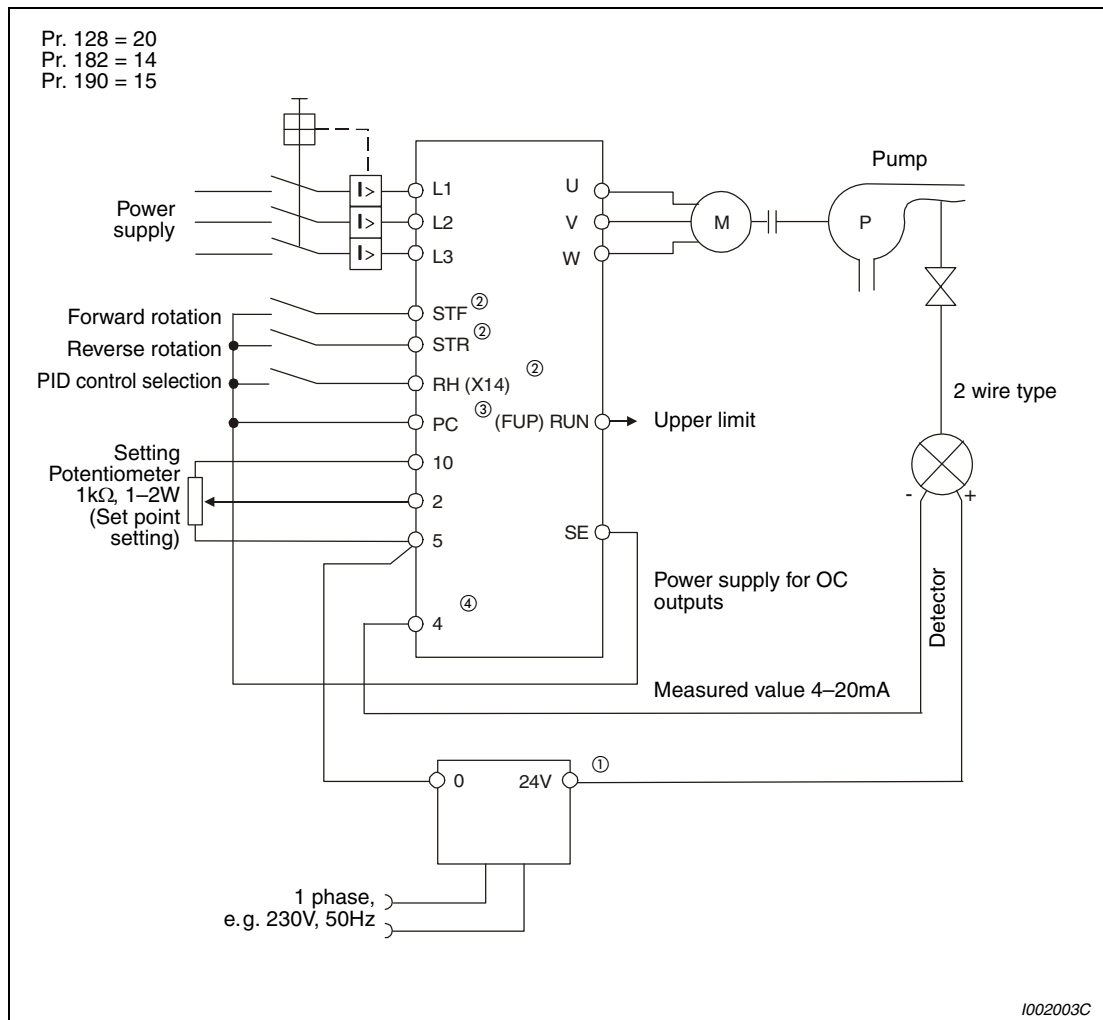 Pr. 128 = 20
Pr. 182 = 14
Pr. 190 = 15
Power
supply
I>
I>
I>
L1
L2
L3
U
V
W
M
Pump
P
Forward rotation
Reverse rotation
PID control selection
STF ②
STR ②
RH (X14) ②
PC
③ (FUP) RUN
Upper limit
2 wire type
Setting
Potentiometer
1kΩ, 1–2W
(Set point
setting)
10
2
5
SE
- +
Detector
Power supply for OC
outputs
4 ④
Measured value 4–20mA
0
24V
①
1 phase,
e.g. 230V, 50Hz
I002003C